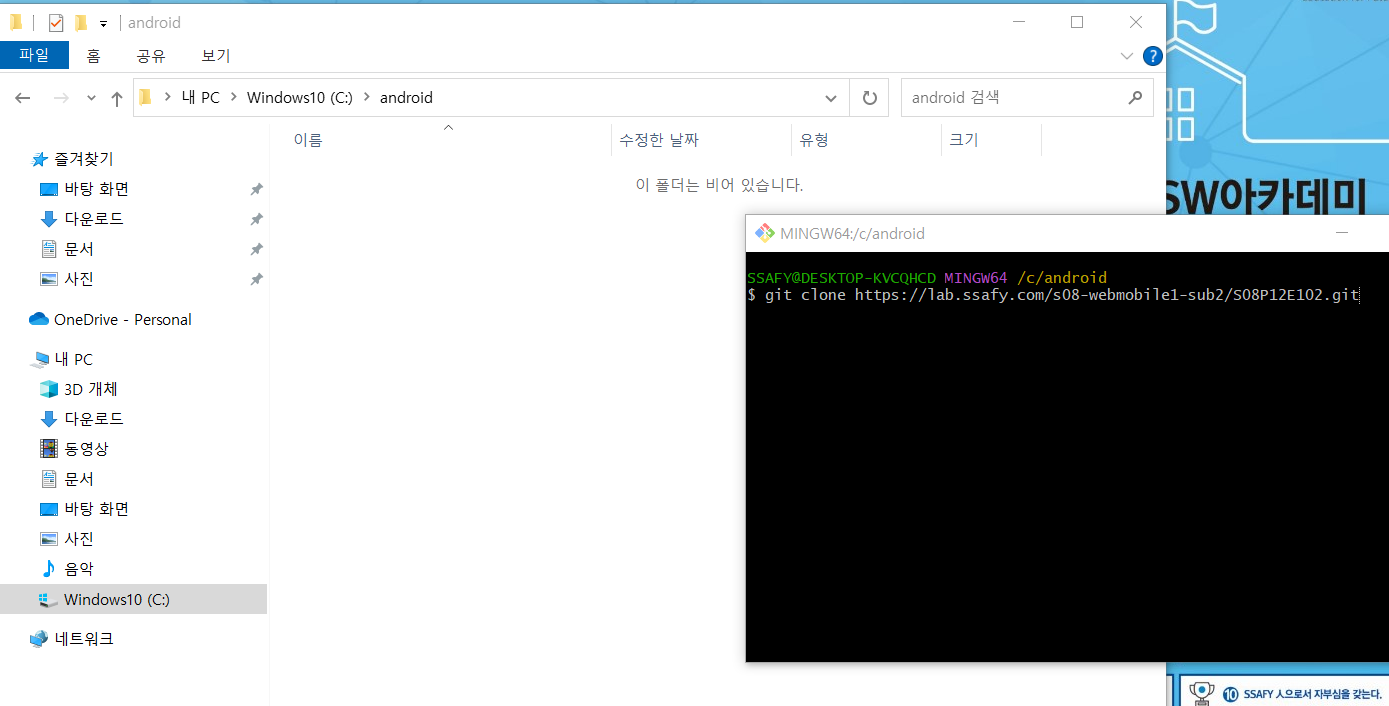 android
파일 홈 공유 보기
내 PC Windows10 (C:) android android 검색
이름 수정한 날짜 유형 크기
이 폴더는 비어 있습니다.
즐겨찾기
바탕 화면
다운로드
문서
사진
OneDrive - Personal
내 PC
3D 개체
다운로드
동영상
문서
바탕 화면
사진
음악
Windows10 (C:)
네트워크
SW아카데미
MINGW64:/c/android
SSAFY@DESKTOP-KVCQHCD MINGW64 /c/android
$ git clone https://lab.ssafy.com/s08-webmobile1-sub2/S08P12E102.git
10 SSAFY 人으로서 자부심을 갖는다.